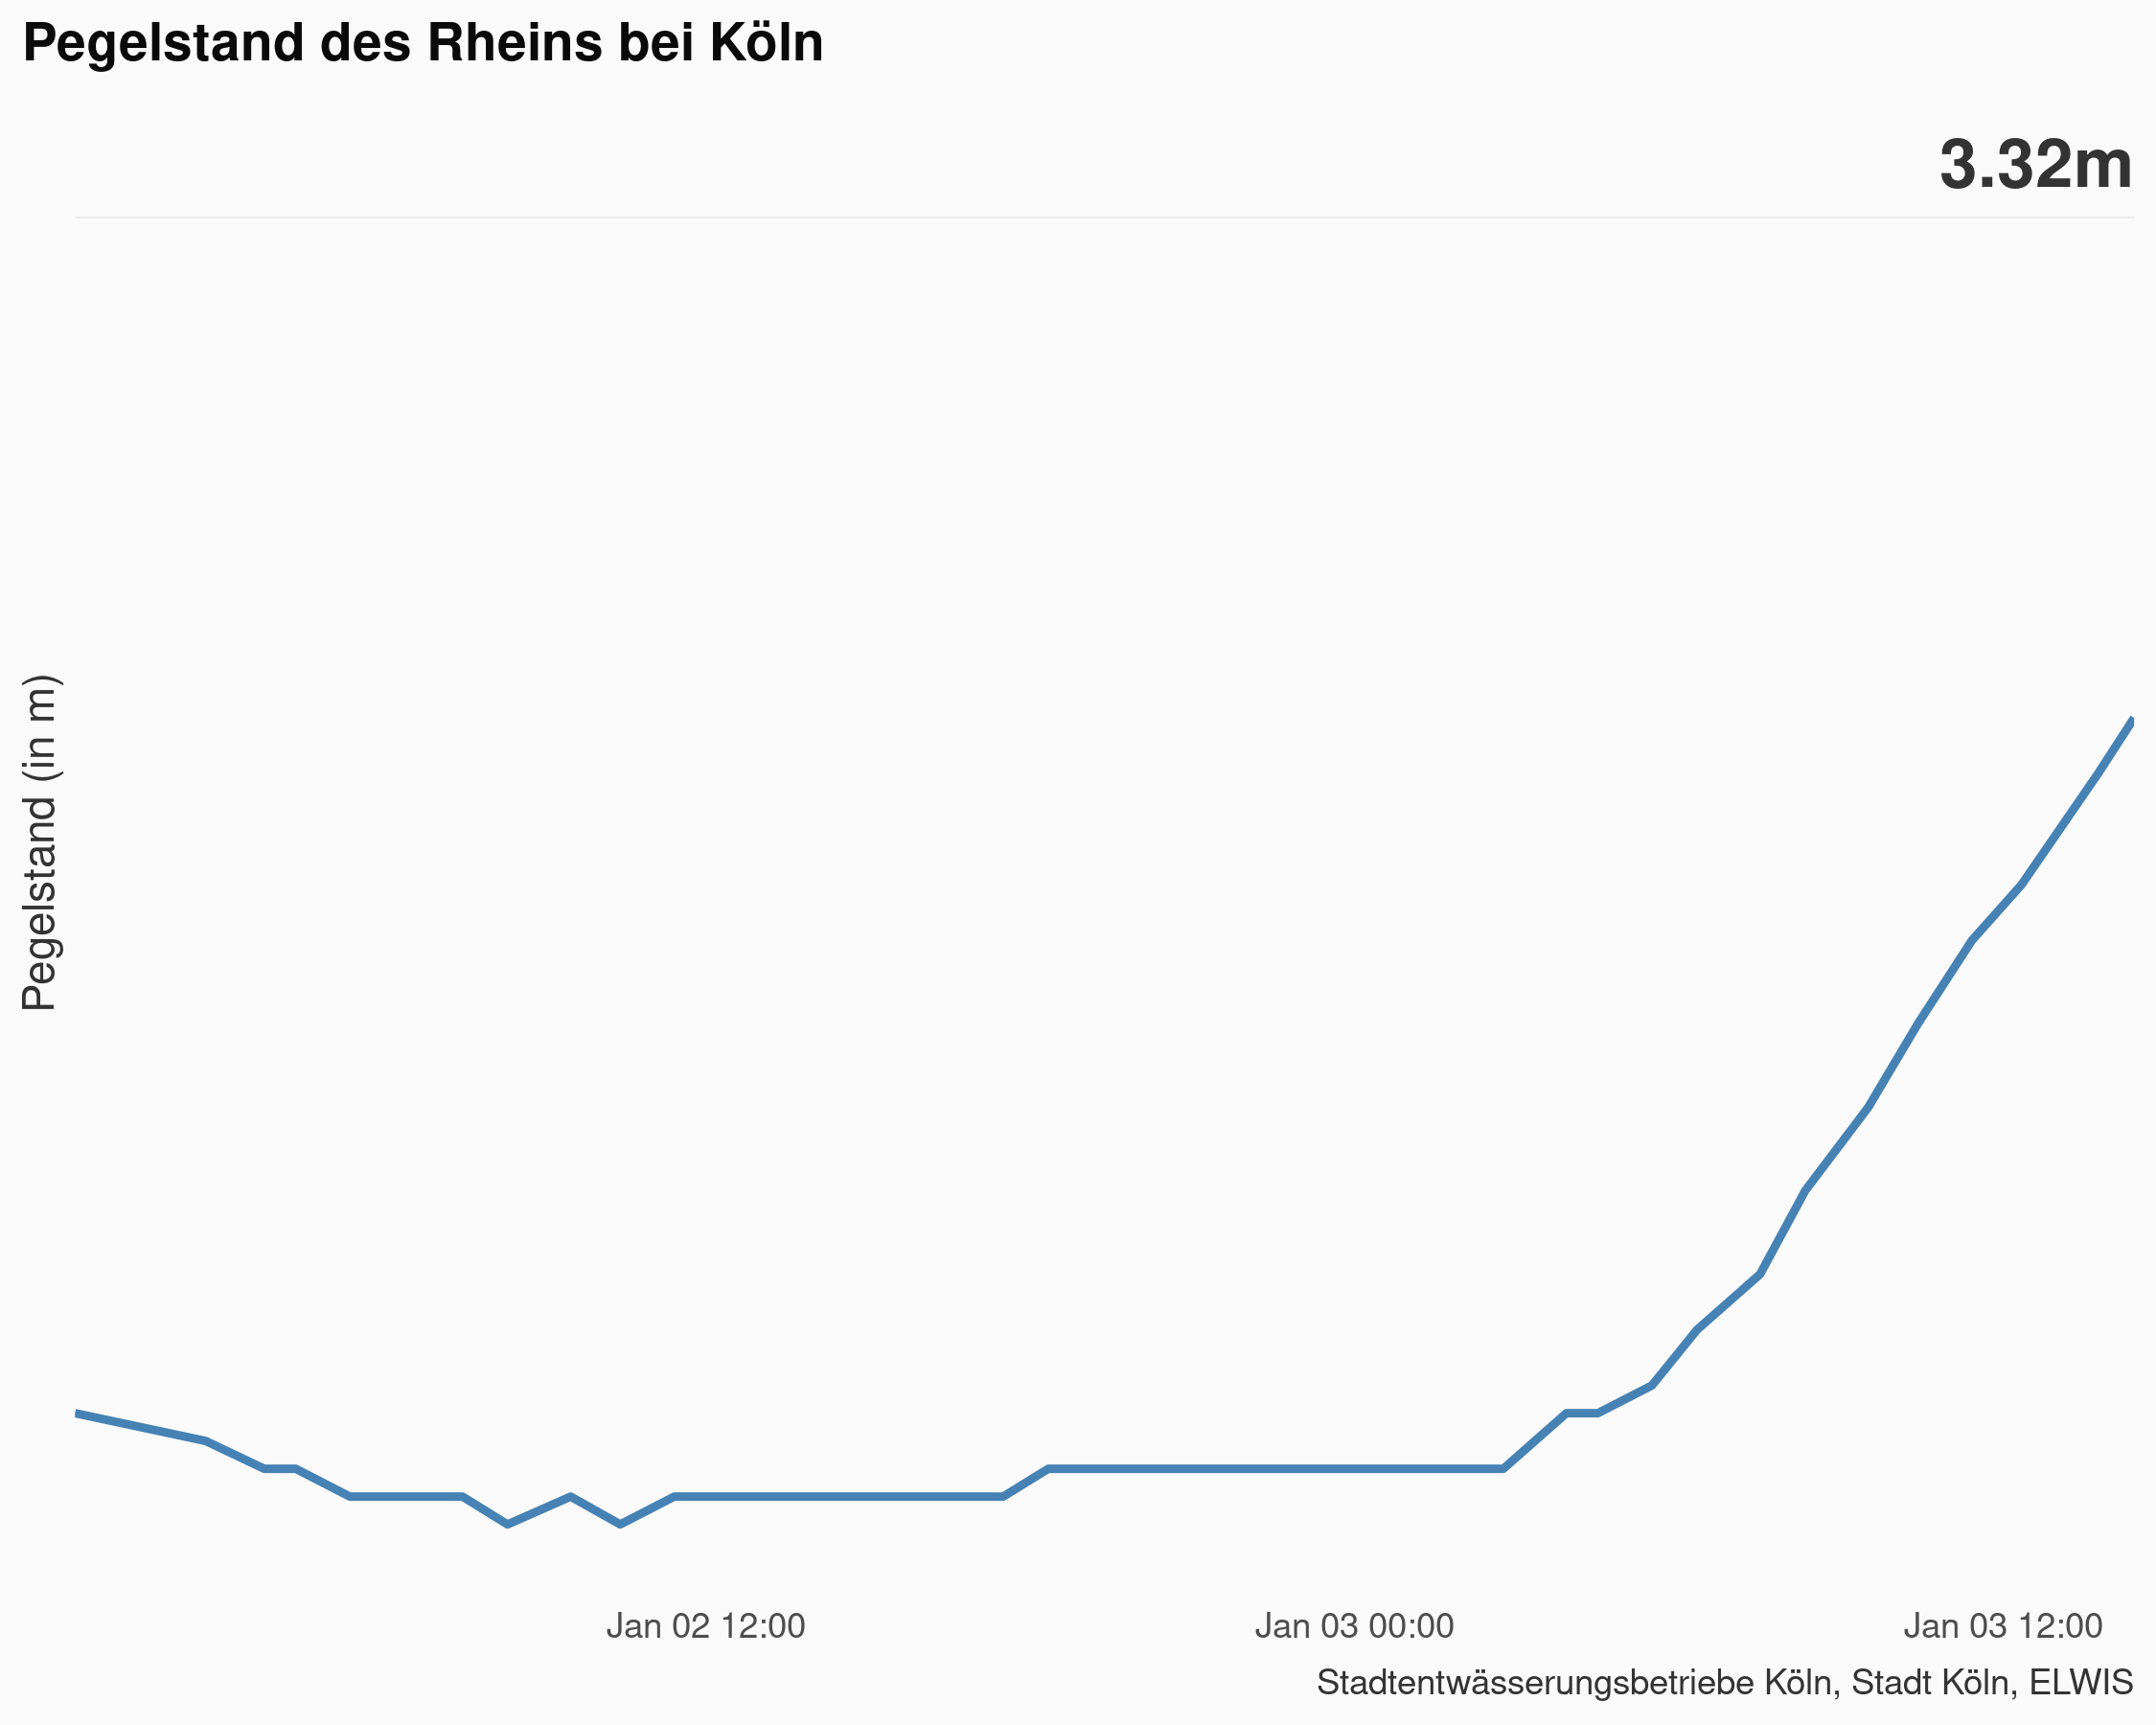 Pegelstand des Rheins bei Köln
3.32m
Pegelstand (in m)
Jan 02 12:00
Jan 03 00:00
Jan 03 12:00
Stadtentwässerungsbetriebe Köln, Stadt Köln, ELWIS